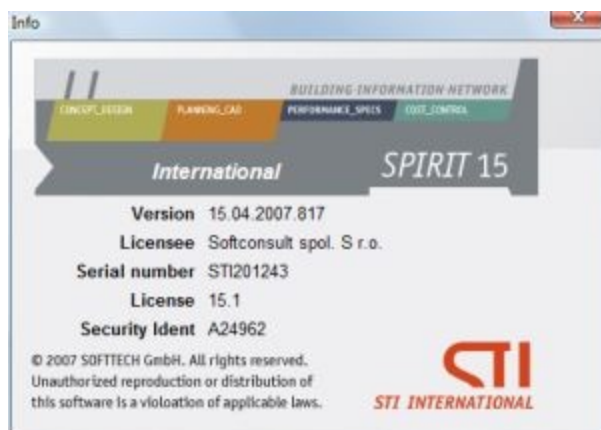 Info
BUILDING·INFORMATION·NETWORK
CONCEPT_DESIGN PLANNING_CAD PERFORMANCE_SPECS COST_CONTROL
International SPIRIT 15
Version 15.04.2007.817
Licensee Softconsult spol. S r.o.
Serial number STI201243
License 15.1
Security Ident A24962
© 2007 SOFTTECH GmbH. All rights reserved.
Unauthorized reproduction or distribution of
this software is a violoation of applicable laws.
STI
STI INTERNATIONAL